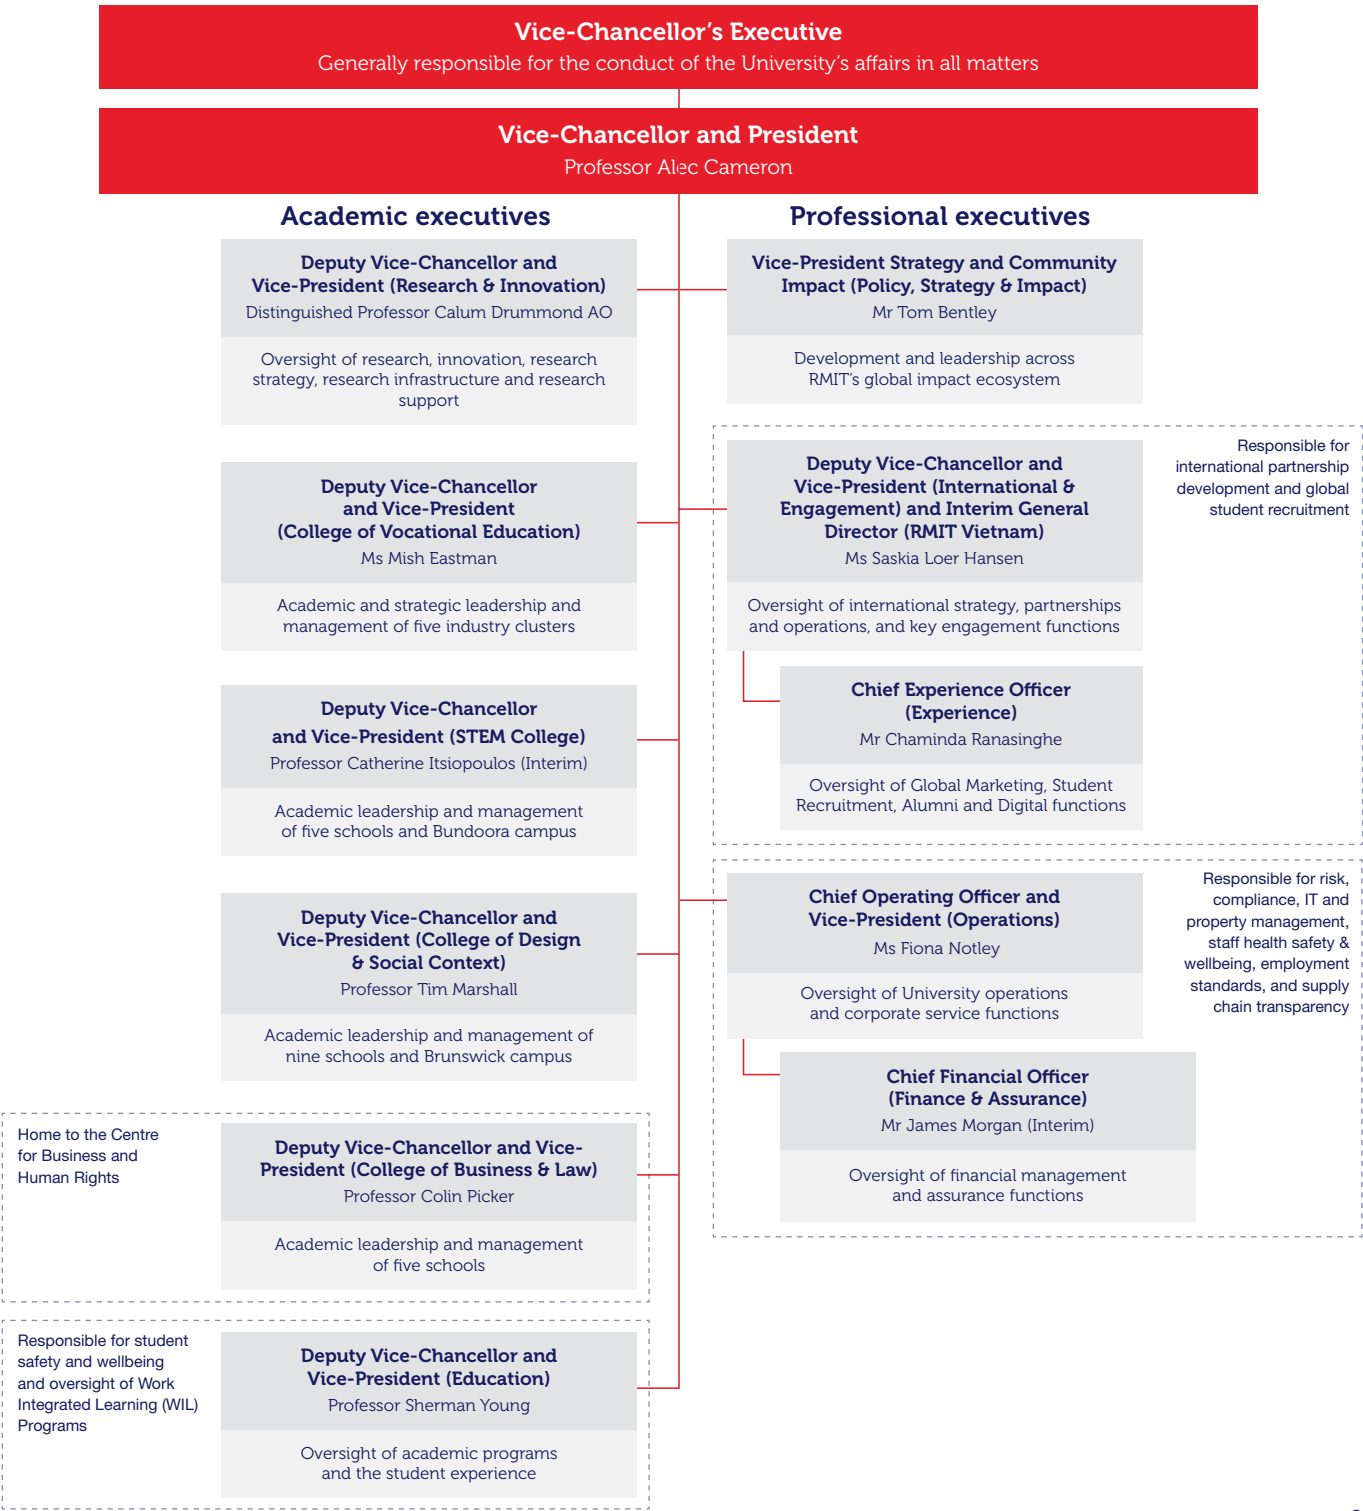 Vice-Chancellor's Executive
Generally responsible for the conduct of the University's affairs in all matters
Vice-Chancellor and President
Professor Alec Cameron
Academic executives
Deputy Vice-Chancellor and
Vice-President (Research & Innovation)
Distinguished Professor Calum Drummond AO
Oversight of research, innovation, research
strategy, research infrastructure and research
support
Deputy Vice-Chancellor
and Vice-President
(College of Vocational Education)
Ms Mish Eastman
Academic and strategic leadership and
management of five industry clusters
Deputy Vice-Chancellor
and Vice-President (STEM College)
Professor Catherine Itsiopoulos (Interim)
Academic leadership and management
of five schools and Bundoora campus
Deputy Vice-Chancellor and
Vice-President (College of Design
& Social Context)
Professor Tim Marshall
Academic leadership and management of
nine schools and Brunswick campus
Home to the Centre
for Business and
Human Rights
Deputy Vice-Chancellor and Vice-
President (College of Business & Law)
Professor Colin Picker
Academic leadership and management
of five schools
Responsible for student
safety and wellbeing
and oversight of Work
Integrated Learning (WIL)
Programs
Deputy Vice-Chancellor and
Vice-President (Education)
Professor Sherman Young
Oversight of academic programs
and the student experience
Professional executives
Vice-President Strategy and Community
Impact (Policy, Strategy & Impact)
Mr Tom Bentley
Development and leadership across
RMIT's global impact ecosystem
Deputy Vice-Chancellor and
Vice-President (International &
Engagement) and Interim General
Director (RMIT Vietnam)
Ms Saskia Loer Hansen
Oversight of international strategy, partnerships
and operations, and key engagement functions
Responsible for
international partnership
development and global
student recruitment
Chief Experience Officer
(Experience)
Mr Chaminda Ranasinghe
Oversight of Global Marketing, Student
Recruitment, Alumni and Digital functions
Chief Operating Officer and
Vice-President (Operations)
Ms Fiona Notley
Oversight of University operations
and corporate service functions
Responsible for risk,
compliance, IT and
property management,
staff health safety &
wellbeing, employment
standards, and supply
chain transparency
Chief Financial Officer
(Finance & Assurance)
Mr James Morgan (Interim)
Oversight of financial management
and assurance functions